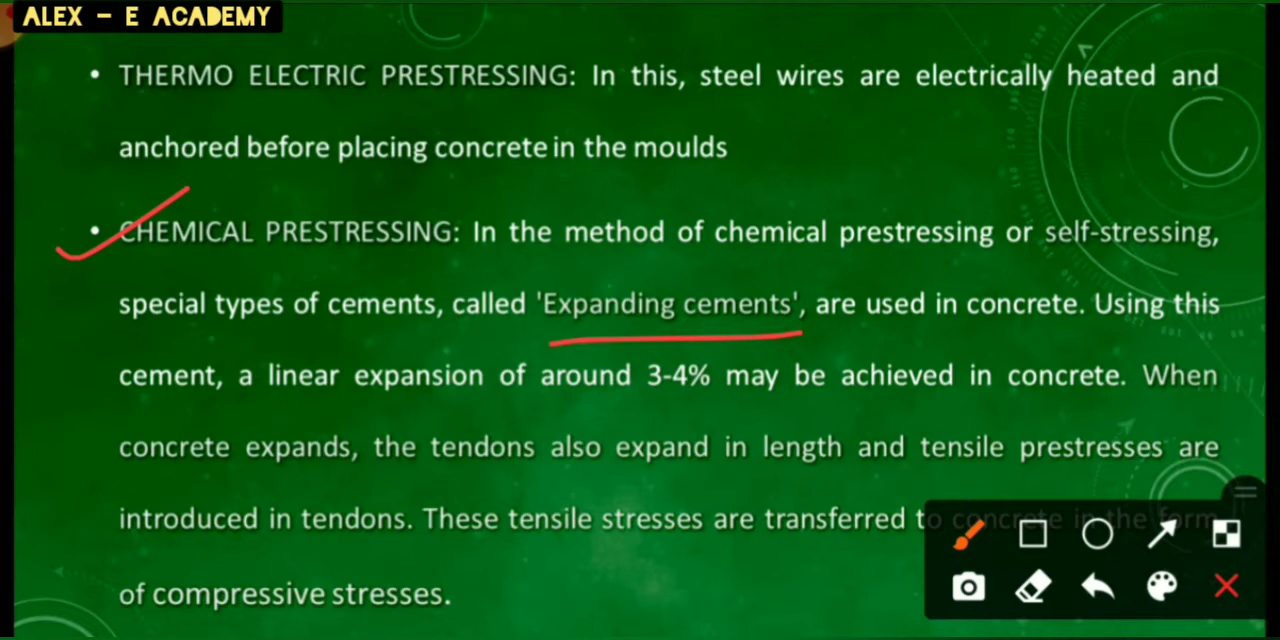 ALEX - E ACADEMY
• THERMO ELECTRIC PRESTRESSING: In this, steel wires are electrically heated and
anchored before placing concrete in the moulds
• CHEMICAL PRESTRESSING: In the method of chemical prestressing or self-stressing,
special types of cements, called 'Expanding cements', are used in concrete. Using this
cement, a linear expansion of around 3-4% may be achieved in concrete. When
concrete expands, the tendons also expand in length and tensile prestresses are
introduced in tendons. These tensile stresses are transferred to concrete in the form
of compressive stresses.